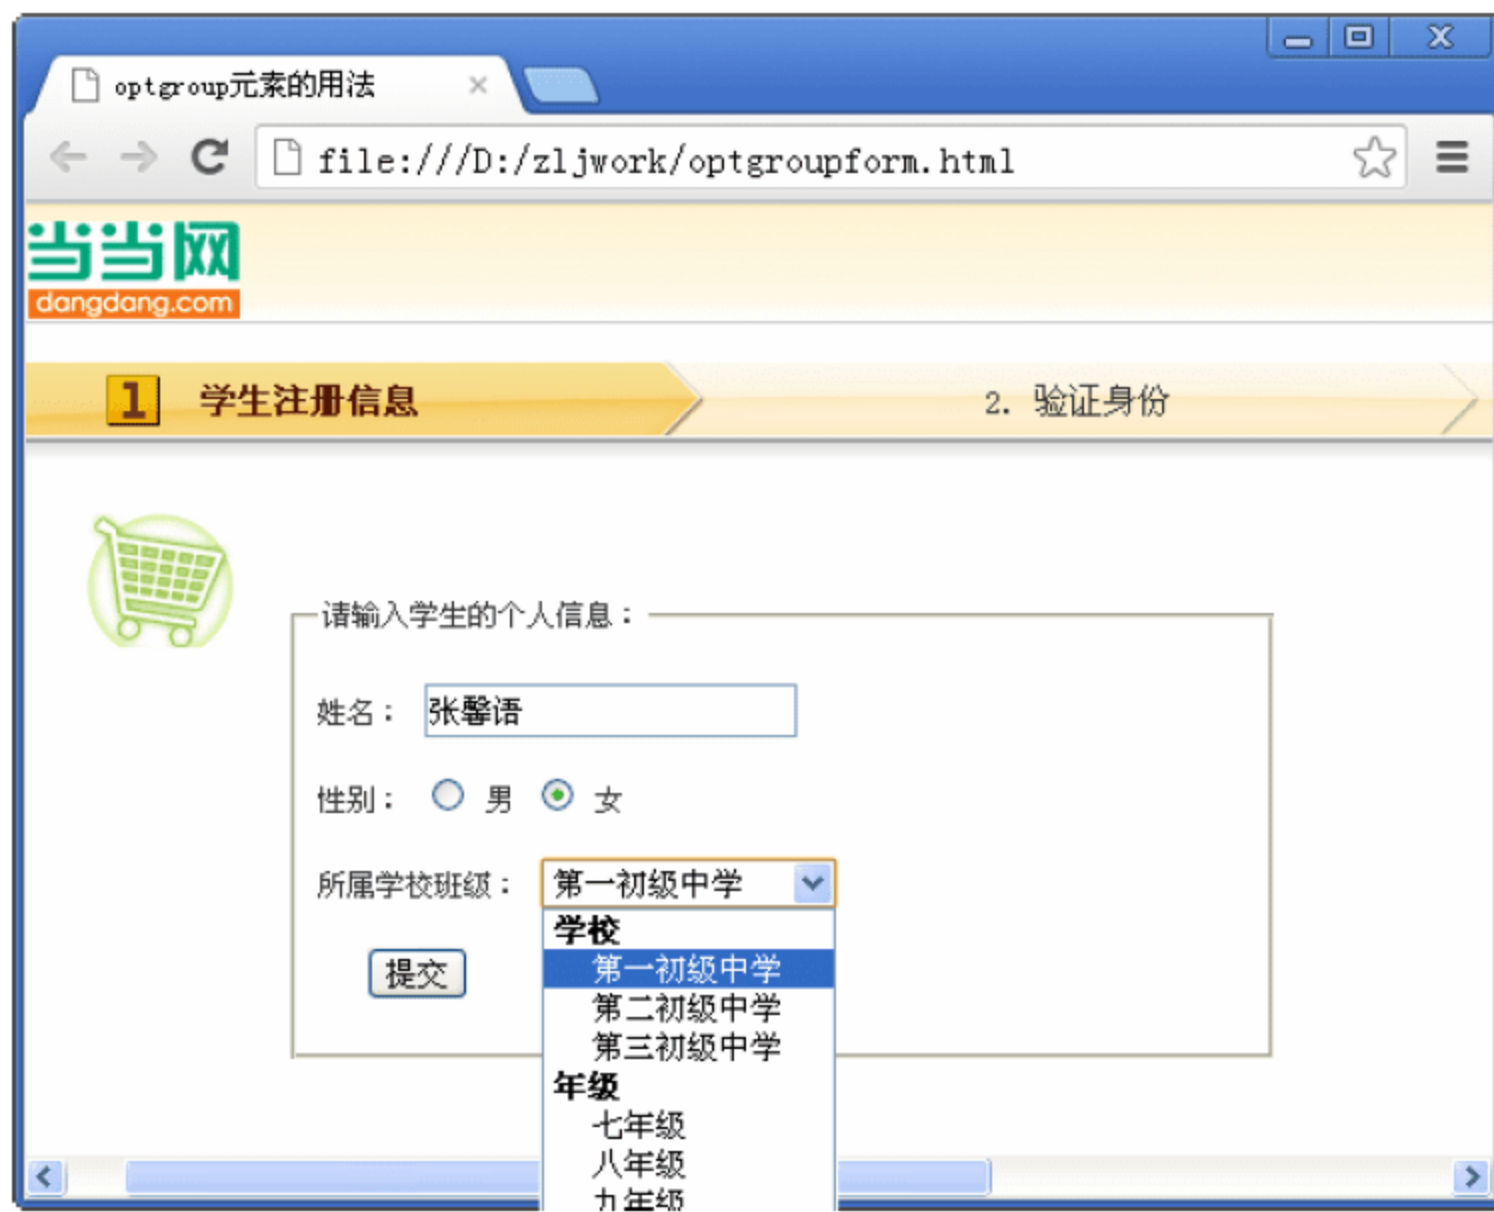 optgroup元素的用法
file:///D:/zljwork/optgroupform.html
当当网
dangdang.com
1 学生注册信息
2. 验证身份
请输入学生的个人信息：
姓名： 张馨语
性别： 男 女
所属学校班级： 第一初级中学
学校
第一初级中学
提交
第二初级中学
第三初级中学
年级
七年级
八年级
九年级